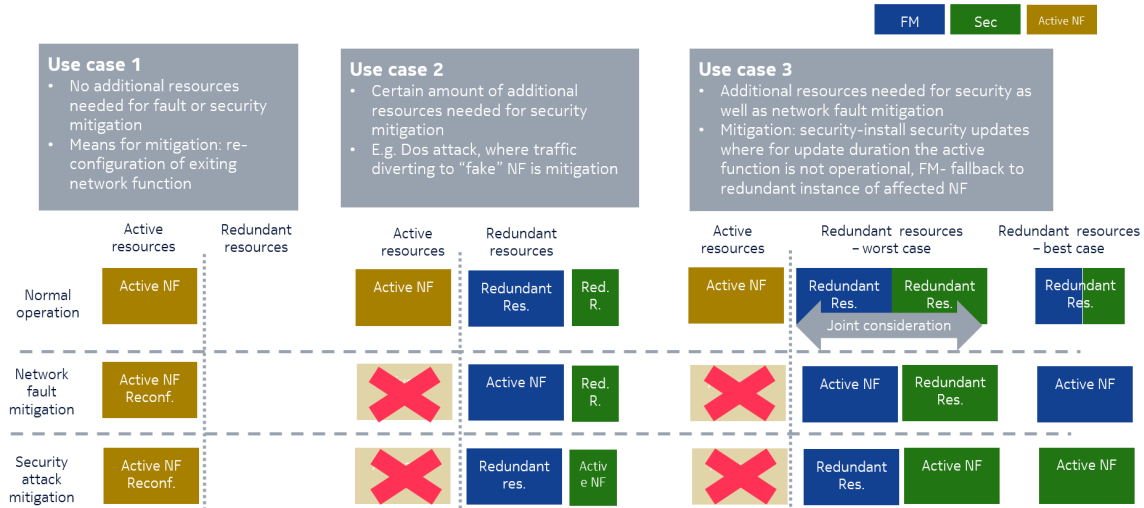 FM
Sec
Active NF
Use case 1
• No additional resources
needed for fault or security
mitigation
• Means for mitigation: re-
configuration of exiting
network function
Use case 2
• Certain amount of additional
resources needed for security
mitigation
• E.g. Dos attack, where traffic
diverting to “fake” NF is mitigation
Use case 3
• Additional resources needed for security as
well as network fault mitigation
• Mitigation: security-install security updates
where for update duration the active
function is not operational, FM- fallback to
redundant instance of affected NF
Active
resources
Redundant
resources
Active
resources
Redundant
resources
Active
resources
Redundant resources
– worst case
Redundant resources
– best case
Normal
operation
Active NF
Active NF
Redundant
Res.
Red.
R.
Active NF
Redundant
Res.
Redundant
Res.
Joint consideration
Redundant
Res.
Network
fault
mitigation
Active NF
Reconf.
Active NF
Red.
R.
Active NF
Redundant
Res.
Active NF
Security
attack
mitigation
Active NF
Reconf.
Redundant
res.
Activ
e NF
Redundant
Res.
Active NF
Active NF